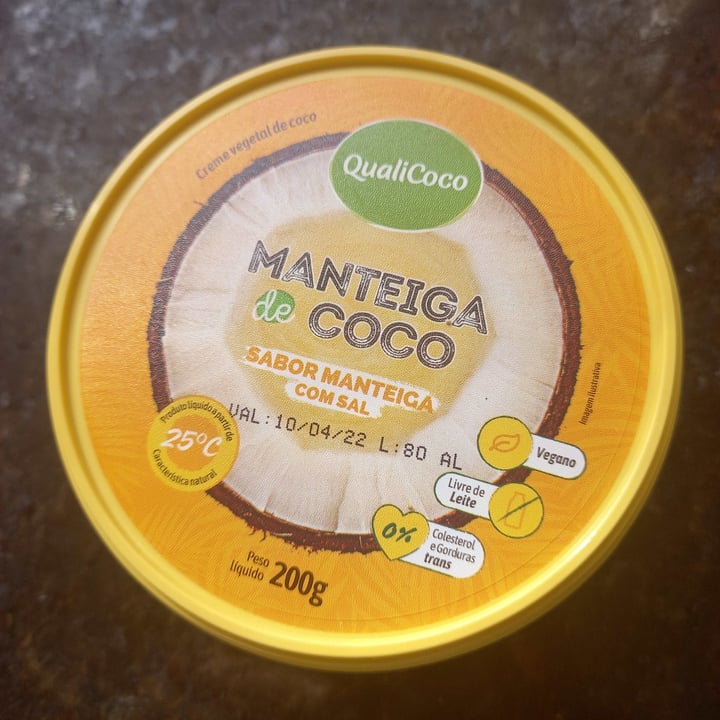 Creme vegetal de coco
QualiCoco
MANTEIGA
de COCO
SABOR MANTEIGA
COM SAL
VAL:10/04/22 L:80 AL
Produto líquido a partir de
25°C
Característica natural
Vegano
Livre de
Leite
0%
Colesterol
e Gorduras
trans
Peso
líquido 200g
Imagem ilustrativa